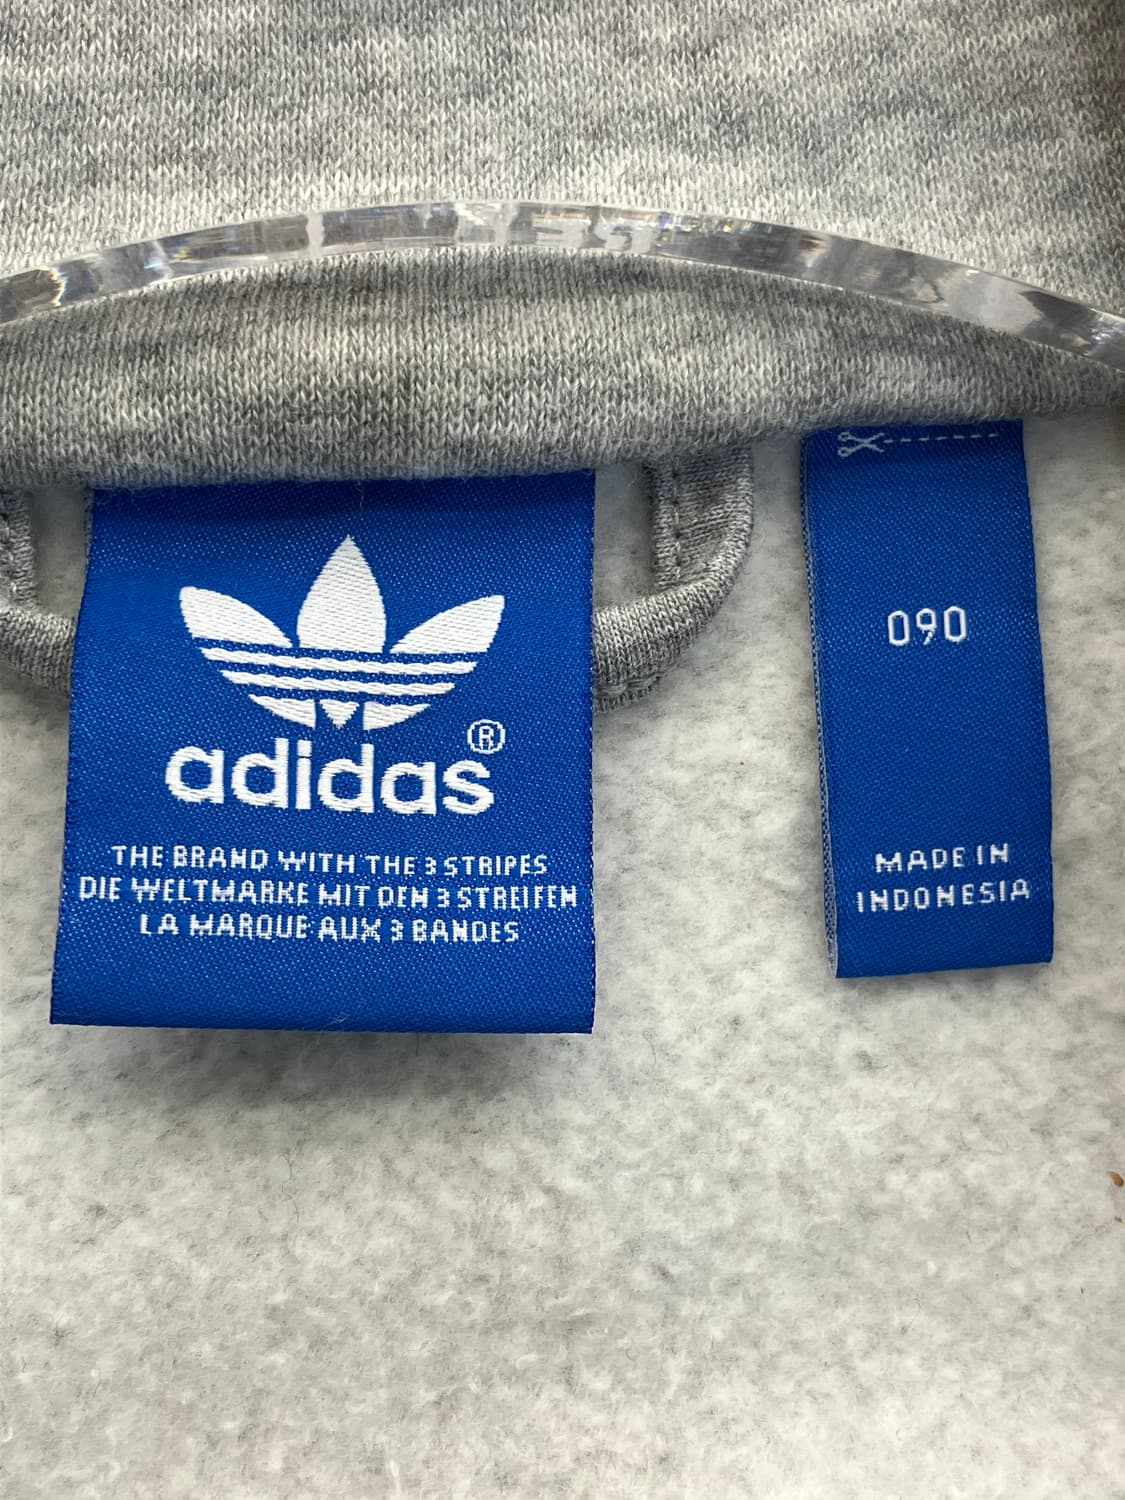 adidas®
THE BRAND WITH THE 3 STRIPES
DIE WELTMARKE MIT DEN 3 STREIFEN
LA MARQUE AUX 3 BANDES
090
MADE IN
INDONESIA